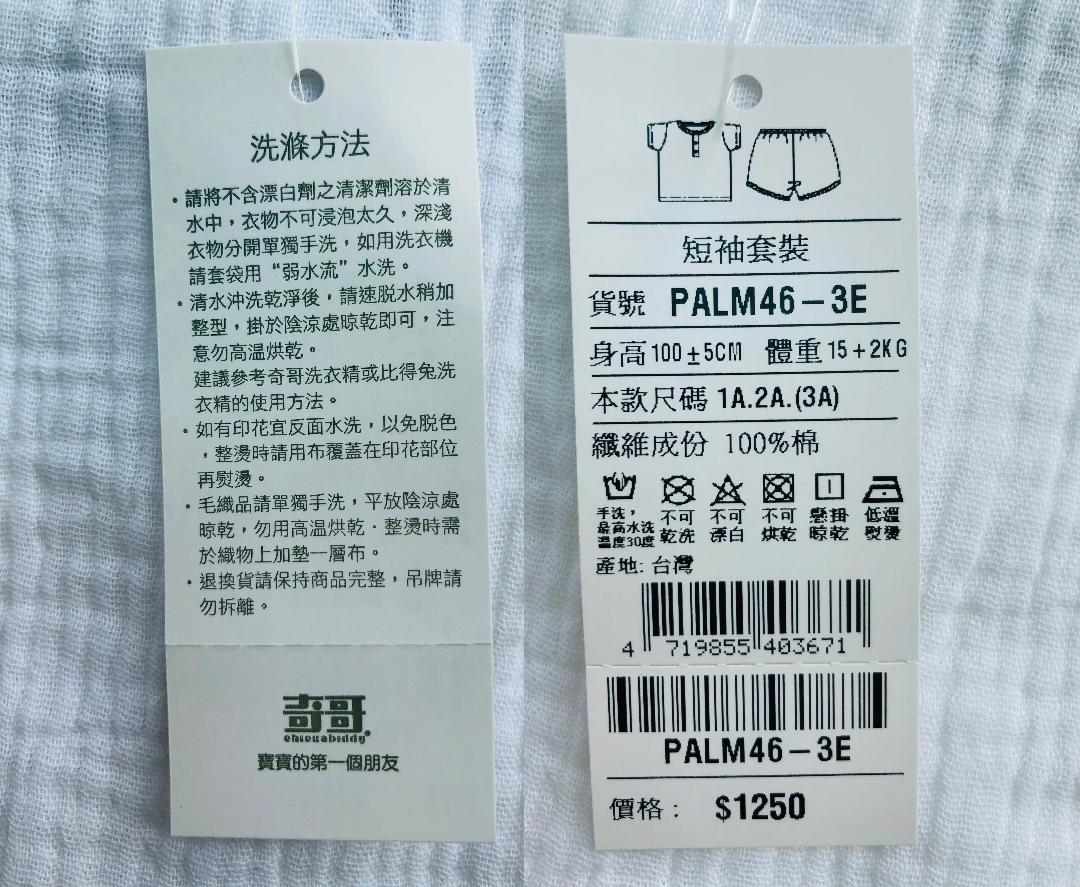 洗滌方法
・請將不含漂白劑之清潔劑溶於清
水中，衣物不可浸泡太久，深淺
衣物分開單獨手洗，如用洗衣機
請套袋用“弱水流”水洗。
・清水沖洗乾淨後，請速脫水稍加
整型，掛於陰涼處晾乾即可，注
意勿高溫烘乾。
建議參考奇哥洗衣精或比得兔洗
衣精的使用方法。
・如有印花宜反面水洗，以免脫色
，整燙時請用布覆蓋在印花部位
再熨燙。
・毛織品請單獨手洗，平放陰涼處
晾乾，勿用高温烘乾・整燙時需
於織物上加墊一層布。
・退換貨請保持商品完整，吊牌請
勿拆離。
奇哥
chickabiddy®
寶寶的第一個朋友
短袖套裝
貨號 PALM46－3E
身高100±5CM 體重15+2KG
本款尺碼 1A.2A.(3A)
纖維成份 100%棉
手洗，最高水洗溫度30度
不可乾洗
不可漂白
不可烘乾
懸掛晾乾
低溫熨燙
產地: 台灣
4 719855 403671
PALM46－3E
價格： $1250